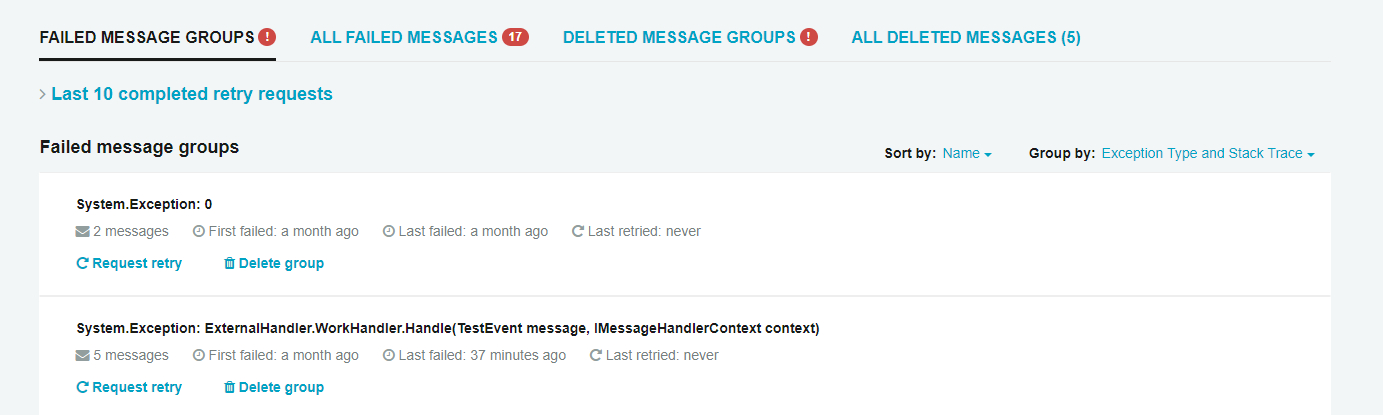 FAILED MESSAGE GROUPS ! ALL FAILED MESSAGES 17 DELETED MESSAGE GROUPS ! ALL DELETED MESSAGES (5)
Last 10 completed retry requests
Failed message groups
Sort by: Name Group by: Exception Type and Stack Trace
System.Exception: 0
2 messages First failed: a month ago Last failed: a month ago Last retried: never
Request retry Delete group
System.Exception: ExternalHandler.WorkHandler.Handle(TestEvent message, IMessageHandlerContext context)
5 messages First failed: a month ago Last failed: 37 minutes ago Last retried: never
Request retry Delete group